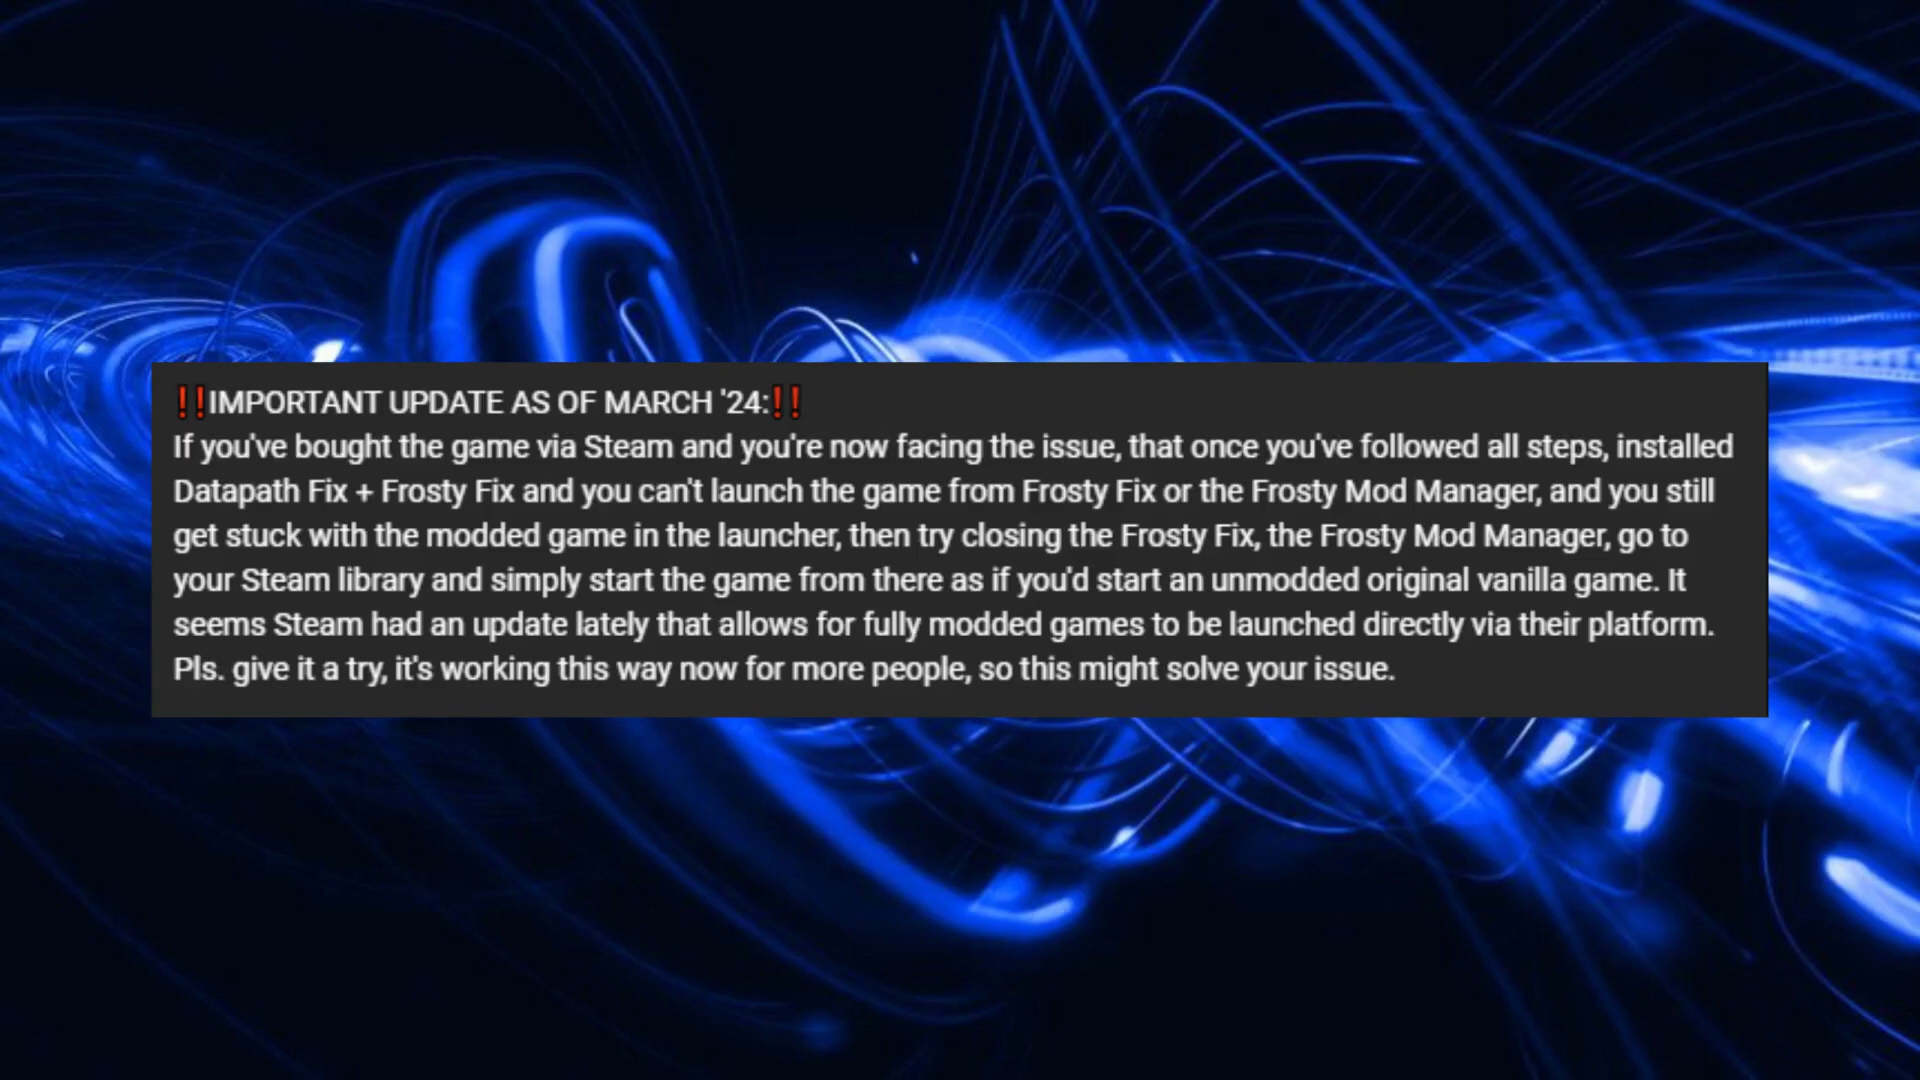 ‼️IMPORTANT UPDATE AS OF MARCH '24:‼️
If you've bought the game via Steam and you're now facing the issue, that once you've followed all steps, installed
Datapath Fix + Frosty Fix and you can't launch the game from Frosty Fix or the Frosty Mod Manager, and you still
get stuck with the modded game in the launcher, then try closing the Frosty Fix, the Frosty Mod Manager, go to
your Steam library and simply start the game from there as if you'd start an unmodded original vanilla game. It
seems Steam had an update lately that allows for fully modded games to be launched directly via their platform.
Pls. give it a try, it's working this way now for more people, so this might solve your issue.